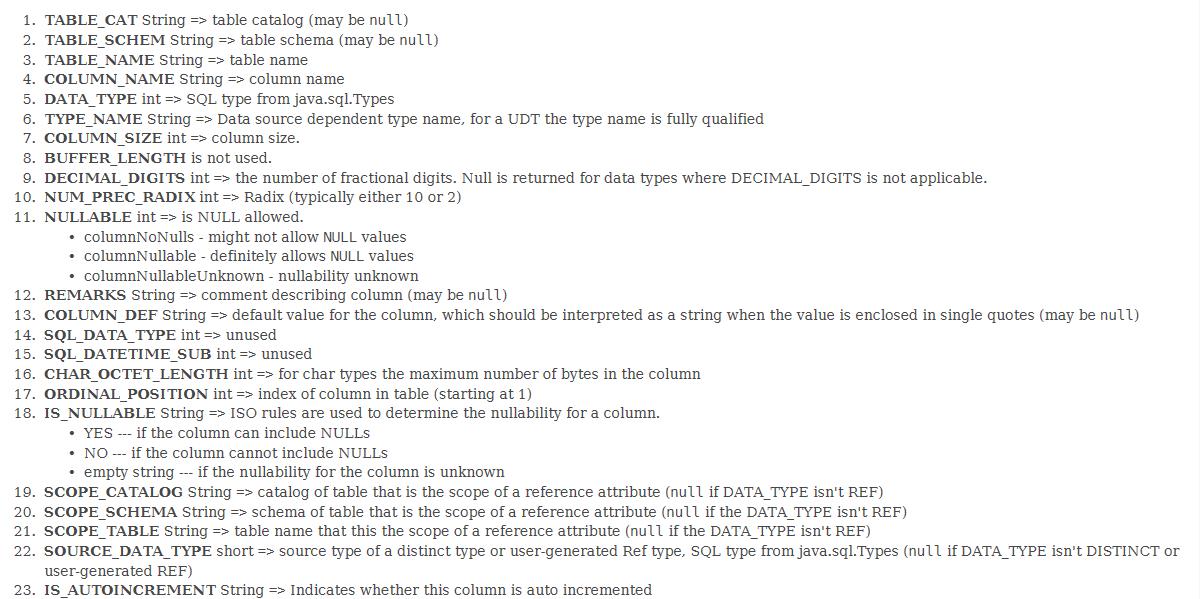 1. TABLE_CAT String => table catalog (may be null)
2. TABLE_SCHEM String => table schema (may be null)
3. TABLE_NAME String => table name
4. COLUMN_NAME String => column name
5. DATA_TYPE int => SQL type from java.sql.Types
6. TYPE_NAME String => Data source dependent type name, for a UDT the type name is fully qualified
7. COLUMN_SIZE int => column size.
8. BUFFER_LENGTH is not used.
9. DECIMAL_DIGITS int => the number of fractional digits. Null is returned for data types where DECIMAL_DIGITS is not applicable.
10. NUM_PREC_RADIX int => Radix (typically either 10 or 2)
11. NULLABLE int => is NULL allowed.
• columnNoNulls - might not allow NULL values
• columnNullable - definitely allows NULL values
• columnNullableUnknown - nullability unknown
12. REMARKS String => comment describing column (may be null)
13. COLUMN_DEF String => default value for the column, which should be interpreted as a string when the value is enclosed in single quotes (may be null)
14. SQL_DATA_TYPE int => unused
15. SQL_DATETIME_SUB int => unused
16. CHAR_OCTET_LENGTH int => for char types the maximum number of bytes in the column
17. ORDINAL_POSITION int => index of column in table (starting at 1)
18. IS_NULLABLE String => ISO rules are used to determine the nullability for a column.
• YES --- if the column can include NULLs
• NO --- if the column cannot include NULLs
• empty string --- if the nullability for the column is unknown
19. SCOPE_CATALOG String => catalog of table that is the scope of a reference attribute (null if DATA_TYPE isn't REF)
20. SCOPE_SCHEMA String => schema of table that is the scope of a reference attribute (null if the DATA_TYPE isn't REF)
21. SCOPE_TABLE String => table name that this the scope of a reference attribute (null if the DATA_TYPE isn't REF)
22. SOURCE_DATA_TYPE short => source type of a distinct type or user-generated Ref type, SQL type from java.sql.Types (null if DATA_TYPE isn't DISTINCT or
user-generated REF)
23. IS_AUTOINCREMENT String => Indicates whether this column is auto incremented